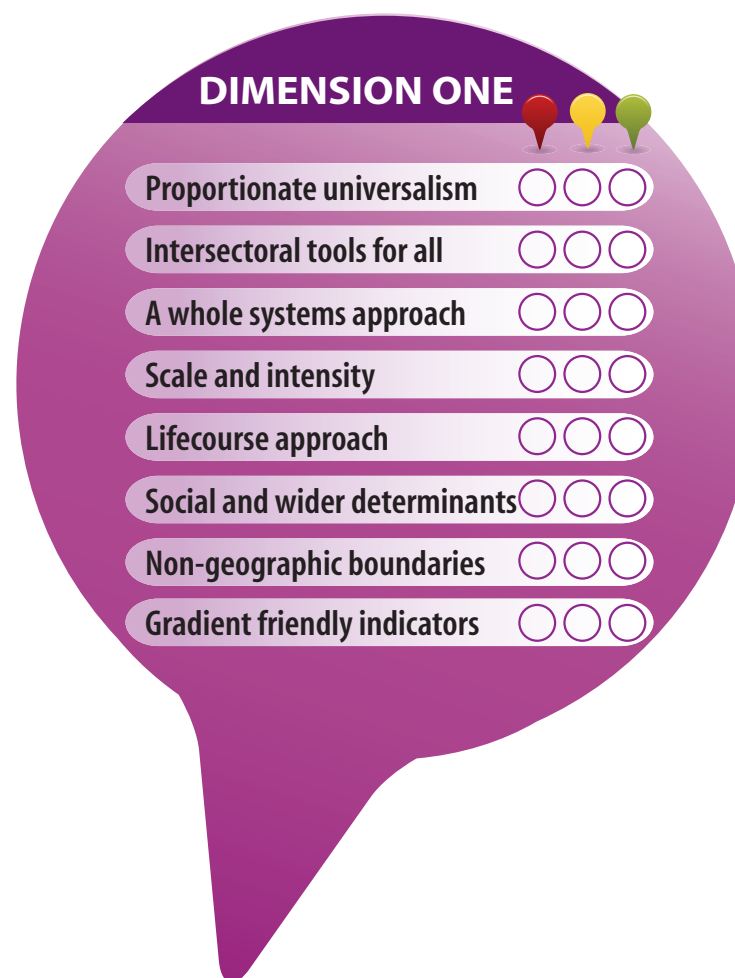 DIMENSION ONE
Proportionate universalism
Intersectoral tools for all
A whole systems approach
Scale and intensity
Lifecourse approach
Social and wider determinants
Non-geographic boundaries
Gradient friendly indicators